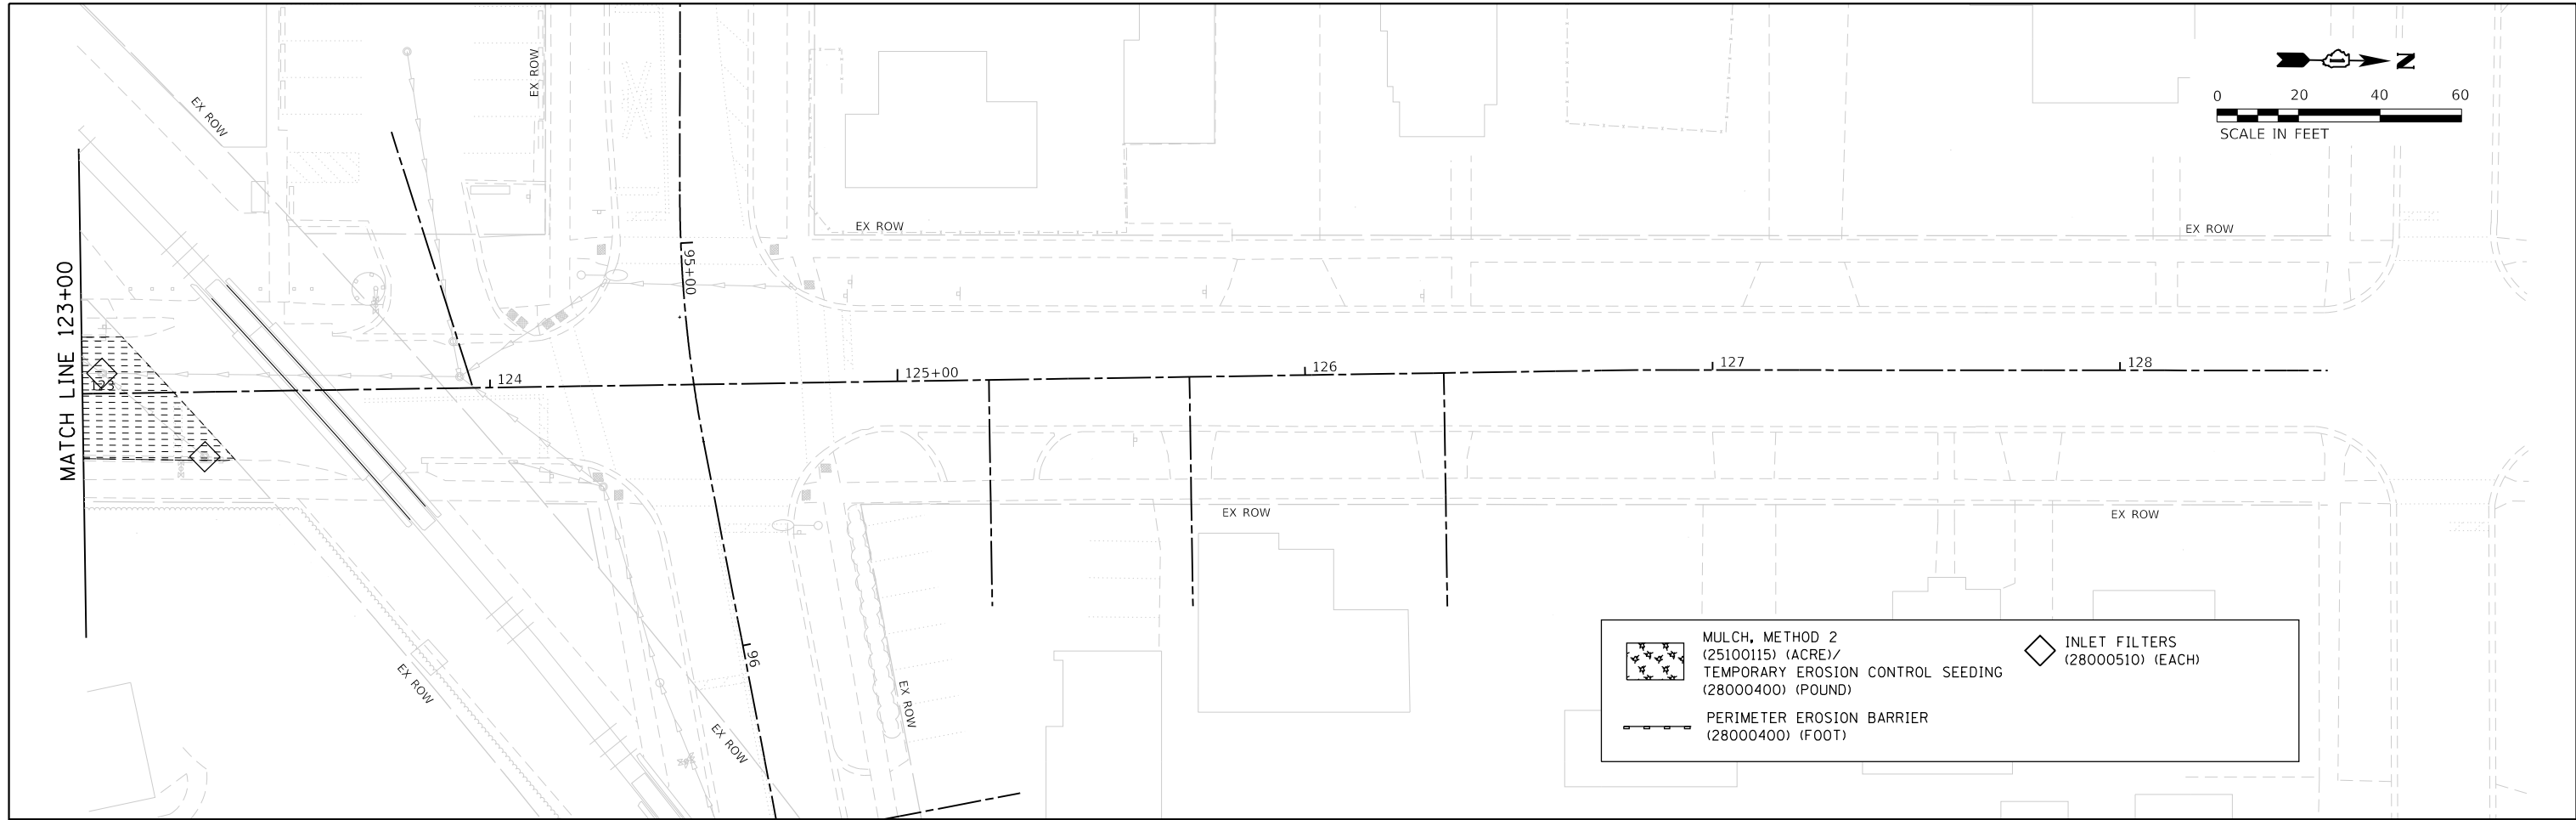 EX ROW
EX ROW
N
0 20 40 60
SCALE IN FEET
EX ROW
EX ROW
95+00
MATCH LINE 123+00
123
124
125+00
126
127
128
EX ROW
EX ROW
96
EX ROW
EX ROW
EX ROW
MULCH, METHOD 2
(25100115) (ACRE)/
TEMPORARY EROSION CONTROL SEEDING
(28000400) (POUND)
PERIMETER EROSION BARRIER
(28000400) (FOOT)
INLET FILTERS
(28000510) (EACH)